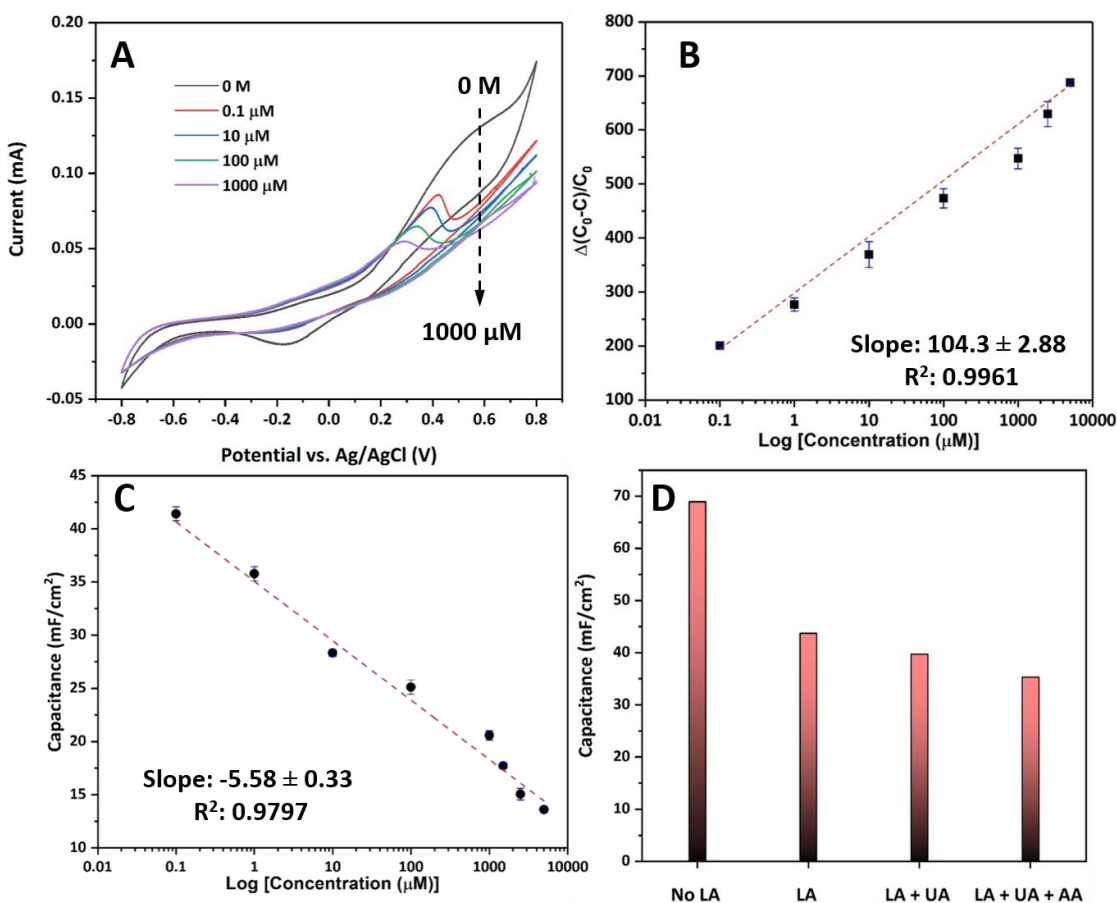 A
0 M
0.1 μM
10 μM
100 μM
1000 μM
0 M
1000 μM
0.20
0.15
0.10
0.05
0.00
-0.05
Current (mA)
-0.8 -0.6 -0.4 -0.2 0.0 0.2 0.4 0.6 0.8
Potential vs. Ag/AgCl (V)
B
800
700
600
500
400
300
200
100
Δ(C₀-C)/C₀
Slope: 104.3 ± 2.88
R²: 0.9961
0.01 0.1 1 10 100 1000 10000
Log [Concentration (μM)]
C
45
40
35
30
25
20
15
10
Capacitance (mF/cm²)
Slope: -5.58 ± 0.33
R²: 0.9797
0.01 0.1 1 10 100 1000 10000
Log [Concentration (μM)]
D
70
60
50
40
30
20
10
0
Capacitance (mF/cm²)
No LA LA LA + UA LA + UA + AA